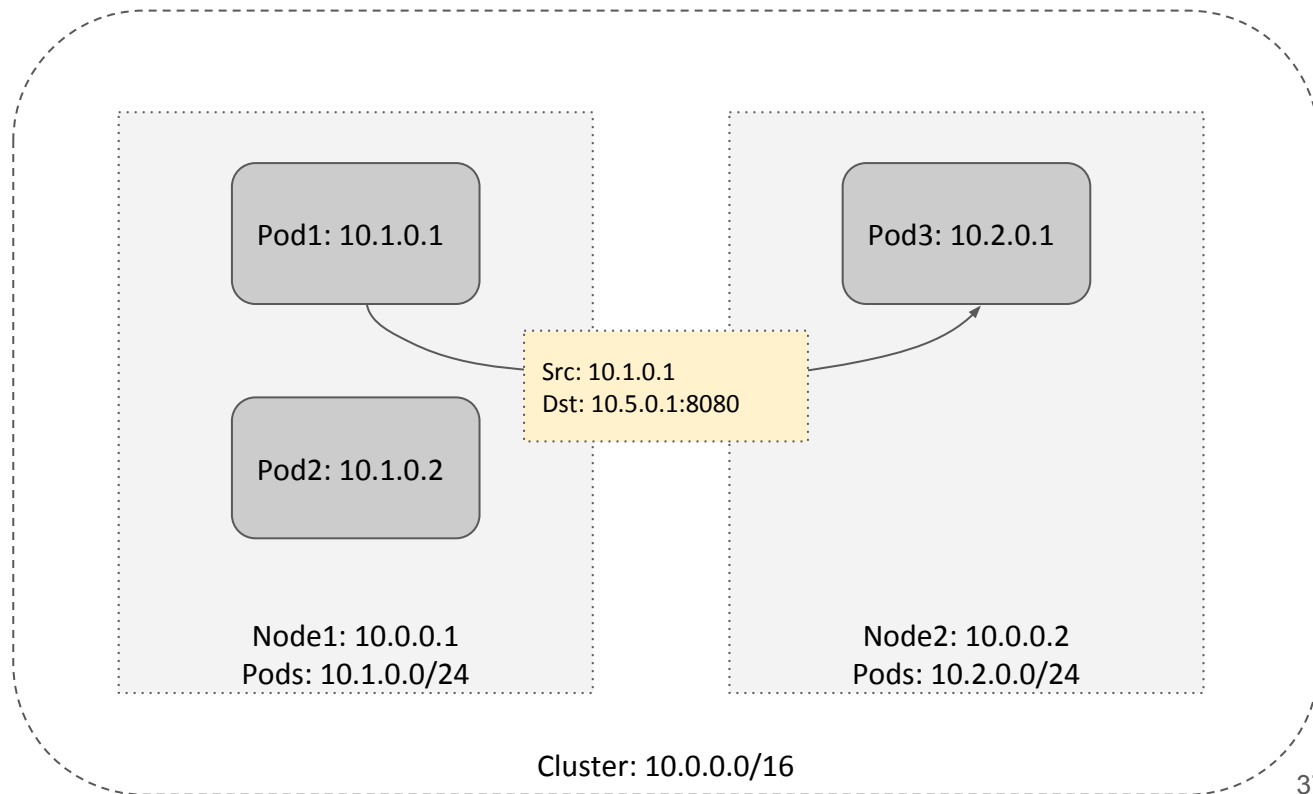 Pod1: 10.1.0.1
Pod3: 10.2.0.1
Src: 10.1.0.1
Dst: 10.5.0.1:8080
Pod2: 10.1.0.2
Node1: 10.0.0.1
Pods: 10.1.0.0/24
Node2: 10.0.0.2
Pods: 10.2.0.0/24
Cluster: 10.0.0.0/16